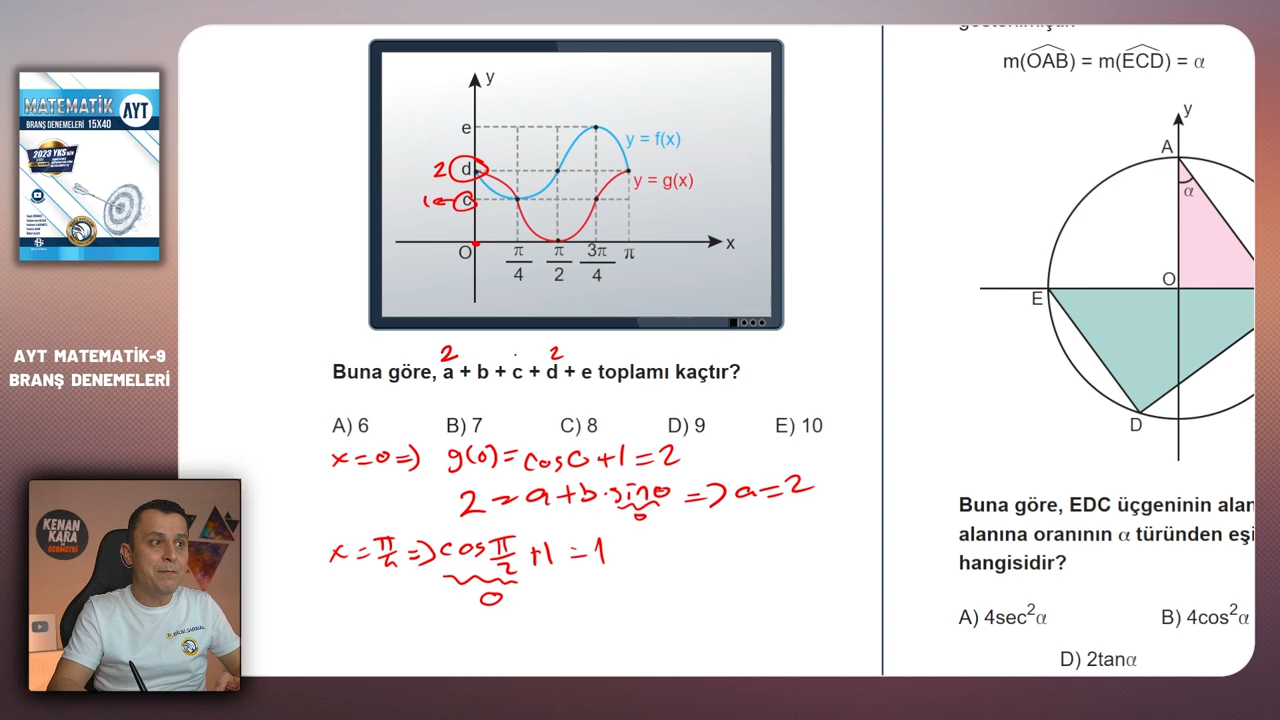 MATEMATİK AYT
BRANŞ DENEMELERİ 15X40
2023 YKS'NİN
AYT MATEMATİK-9
BRANŞ DENEMELERİ
KENAN
KARA
ile
GEOMETRİ
y
e
y = f(x)
2 d
y = g(x)
1 ← c
O π/4 π/2 3π/4 π x
2 2
Buna göre, a + b + c + d + e toplamı kaçtır?
A) 6 B) 7 C) 8 D) 9 E) 10
x=0 ⇒ g(0) = cos0 + 1 = 2
2 = a + b · sin0 ⇒ a = 2
0
x = π/4 ⇒ cos π/2 + 1 = 1
0
m(OAB) = m(ECD) = α
y
A
α
O
E
D
Buna göre, EDC üçgeninin alan
alanına oranının α türünden eşi
hangisidir?
A) 4sec²α B) 4cos²α
D) 2tanα